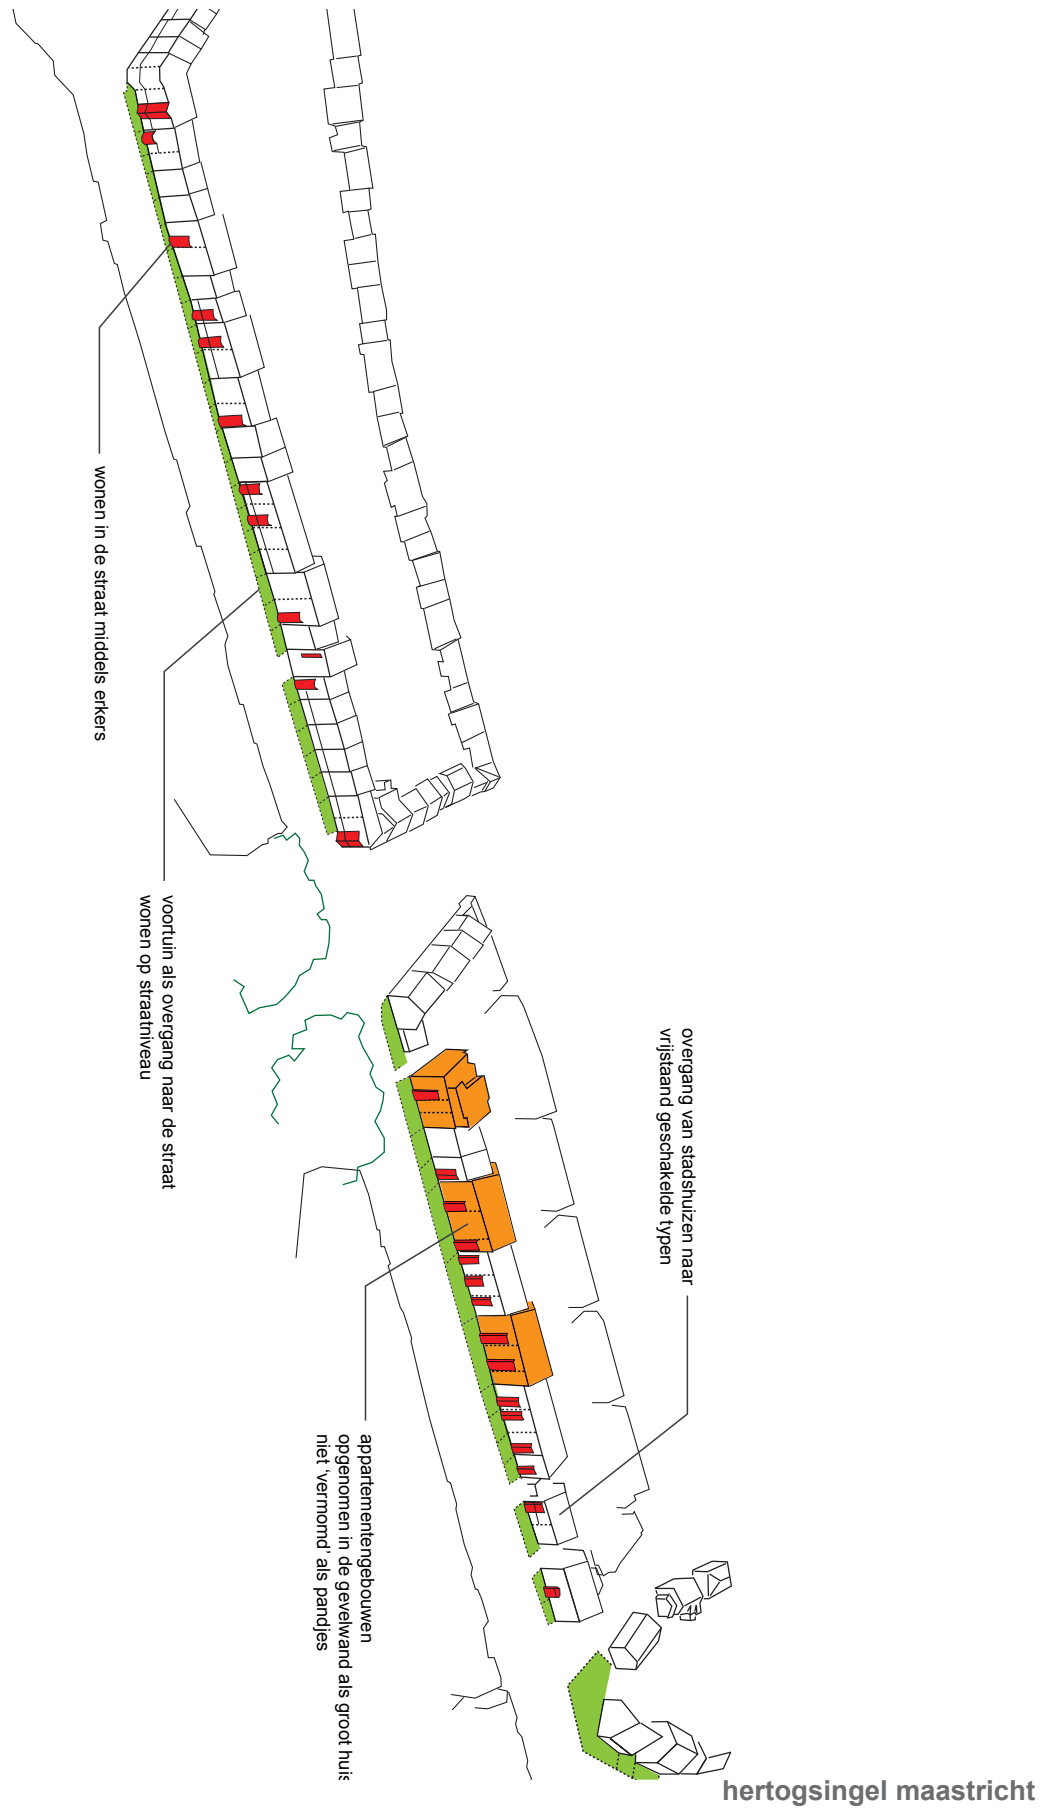 wonen in de straat middels erkers
voortuin als overgang naar de straat
wonen op straatniveau
overgang van stadshuizen naar
vrijstaand geschakelde typen
appartementengebouwen
opgenomen in de gevelwand als groot huis
niet ‘vermomd’ als pandjes
hertogsingel maastricht